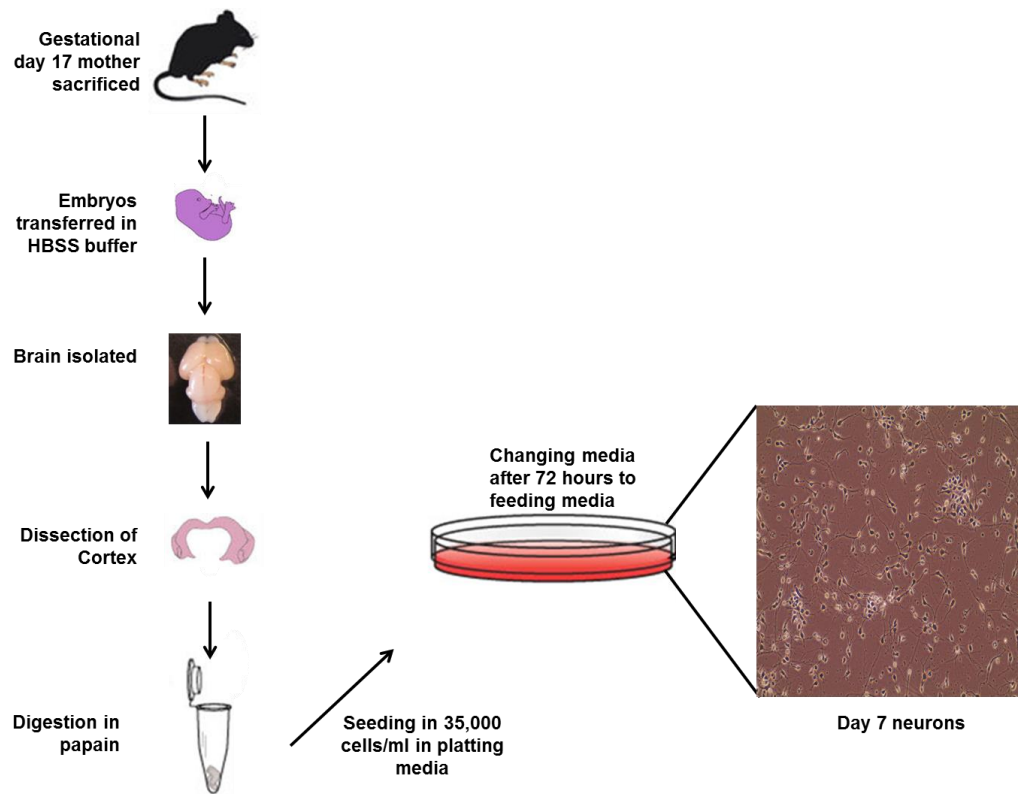 Gestational
day 17 mother
sacrificed
Embryos
transferred in
HBSS buffer
Brain isolated
Dissection of
Cortex
Digestion in
papain
Seeding in 35,000
cells/ml in platting
media
Changing media
after 72 hours to
feeding media
Day 7 neurons